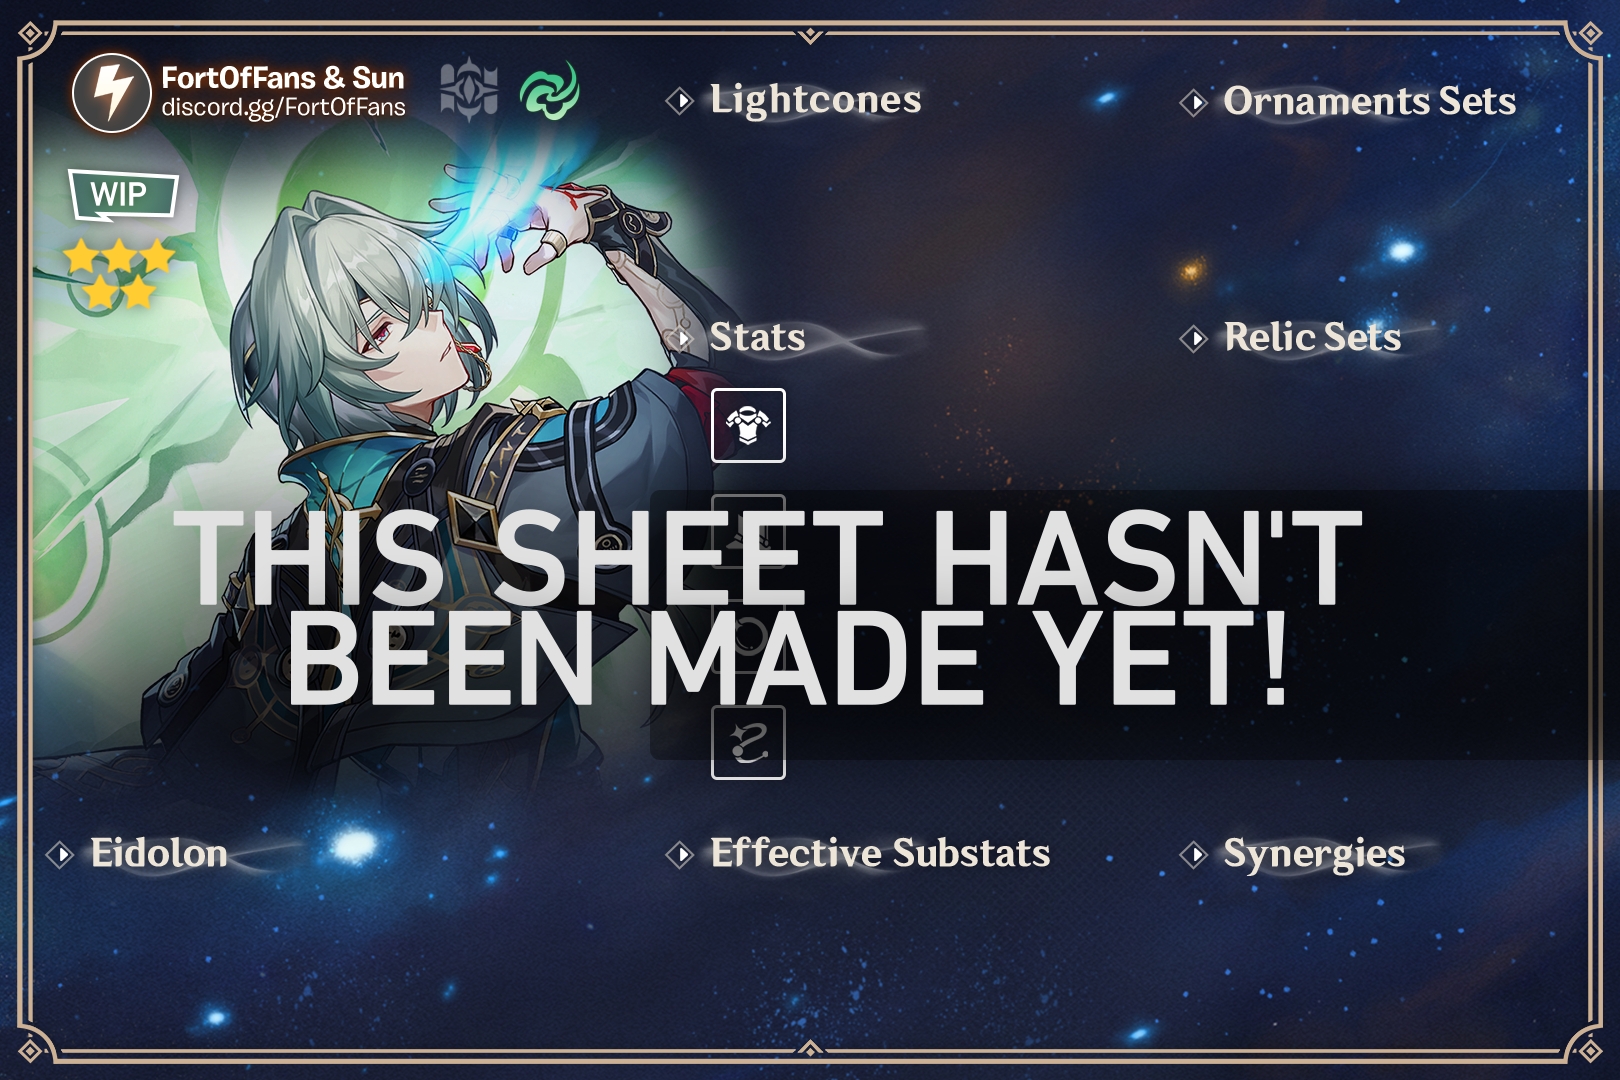 FortOfFans & Sun
discord.gg/FortOfFans
WIP
Lightcones
Ornaments Sets
Stats
Relic Sets
THIS SHEET HASN'T
BEEN MADE YET!
Eidolon
Effective Substats
Synergies